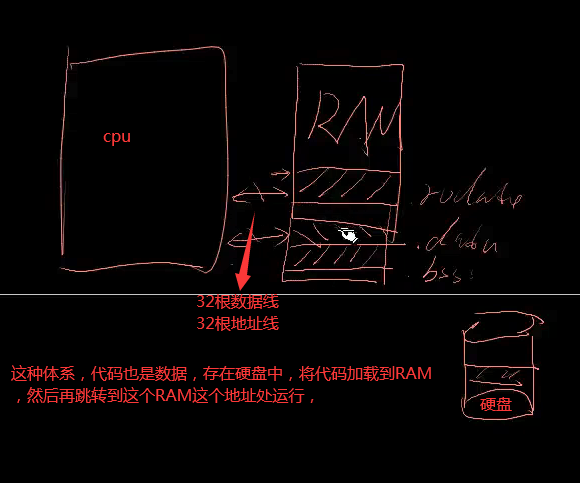 cpu
RAM
.rodata
.data
.bss
32根数据线
32根地址线
这种体系，代码也是数据，存在硬盘中，将代码加载到RAM
，然后再跳转到这个RAM这个地址处运行，
硬盘